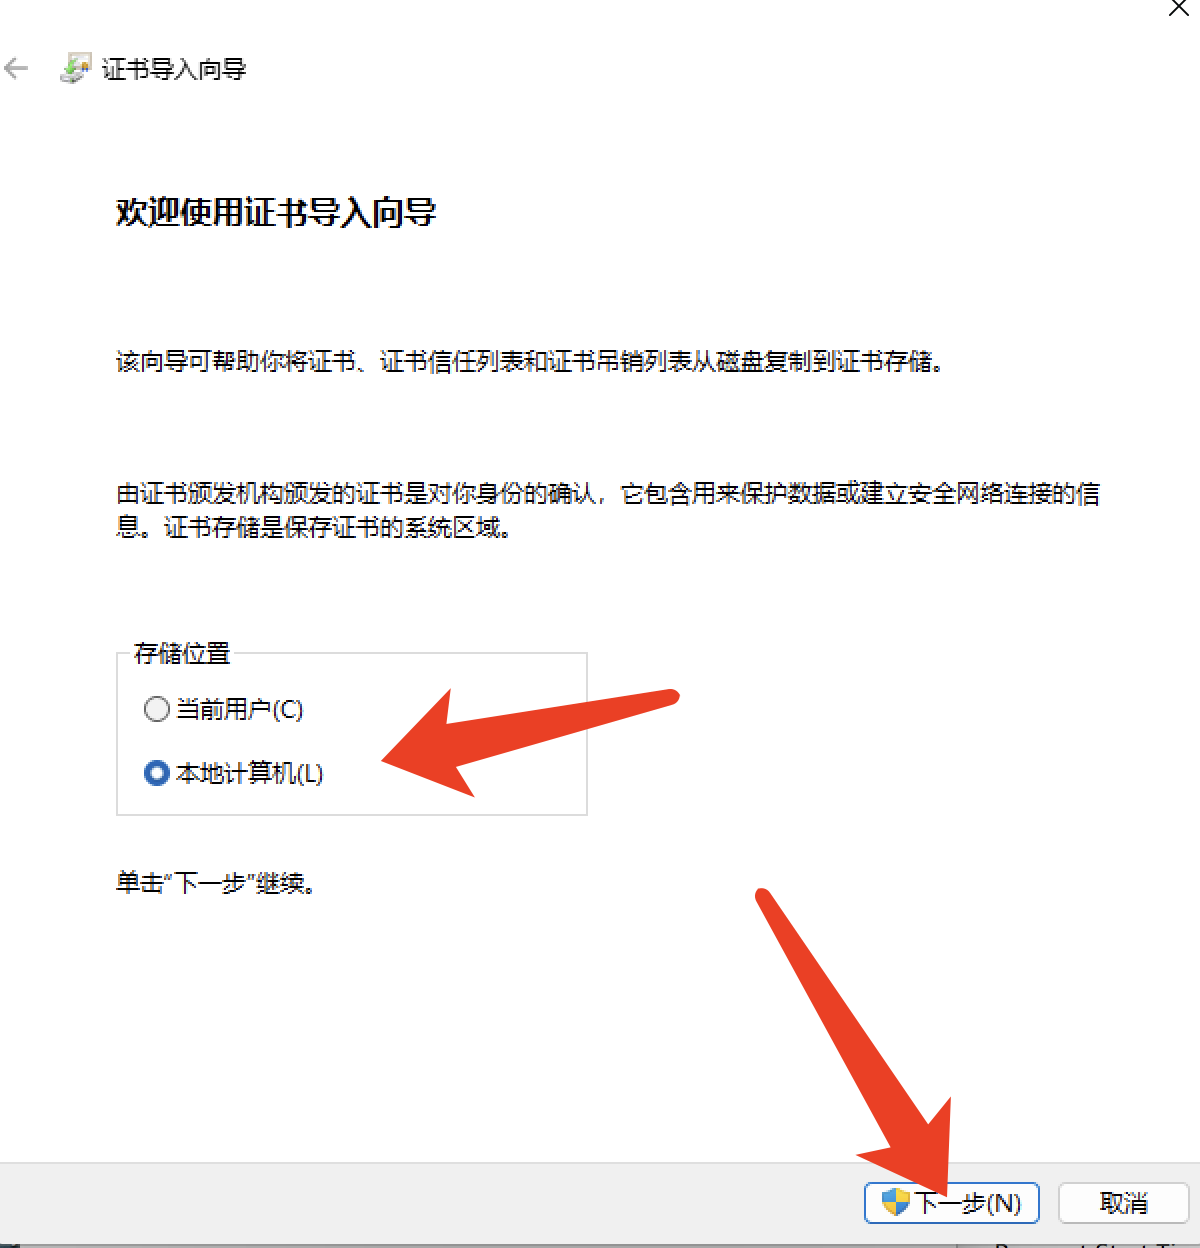 证书导入向导
欢迎使用证书导入向导
该向导可帮助你将证书、证书信任列表和证书吊销列表从磁盘复制到证书存储。
由证书颁发机构颁发的证书是对你身份的确认，它包含用来保护数据或建立安全网络连接的信
息。证书存储是保存证书的系统区域。
存储位置
当前用户(C)
本地计算机(L)
单击“下一步”继续。
下一步(N)
取消